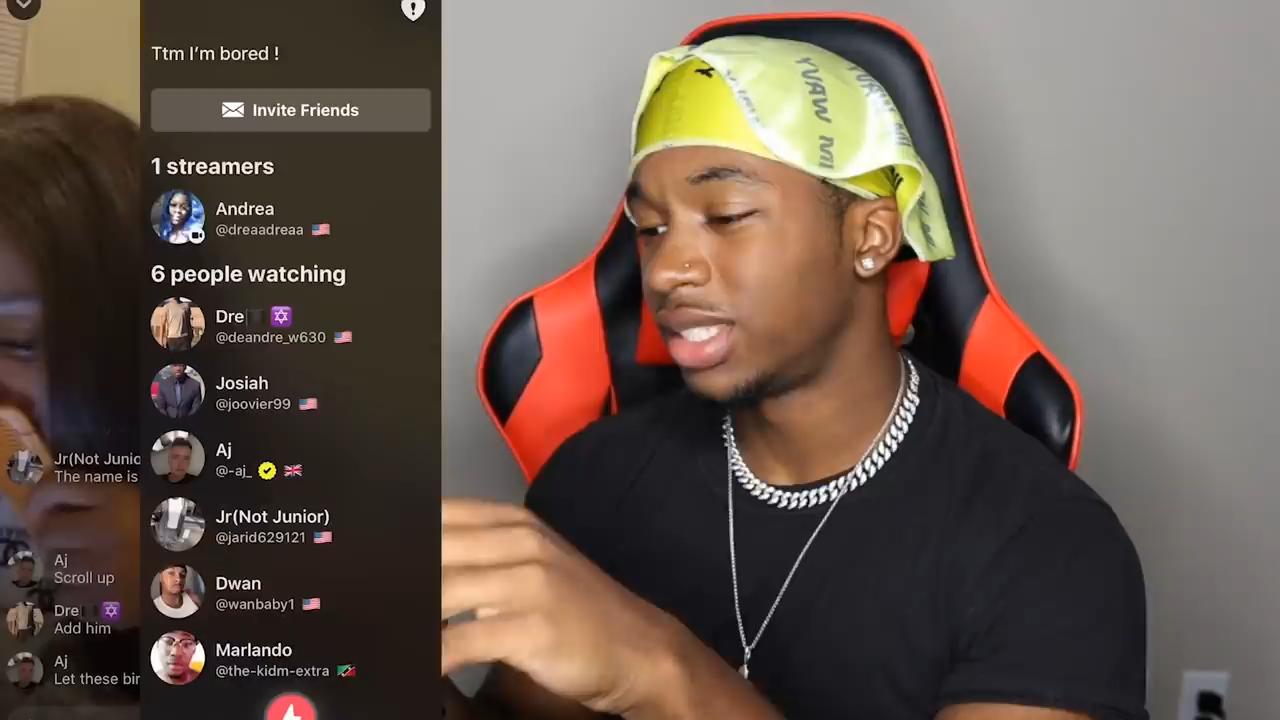 Ttm I'm bored !
Invite Friends
1 streamers
Andrea
@dreaadreaa
6 people watching
Dre
@deandre_w630
Josiah
@joovier99
Aj
@-aj_
Jr(Not Junior)
@jarid629121
Dwan
@wanbaby1
Marlando
@the-kidm-extra
Jr(Not Junio
The name is
Aj
Scroll up
Dre
Add him
Aj
Let these bir